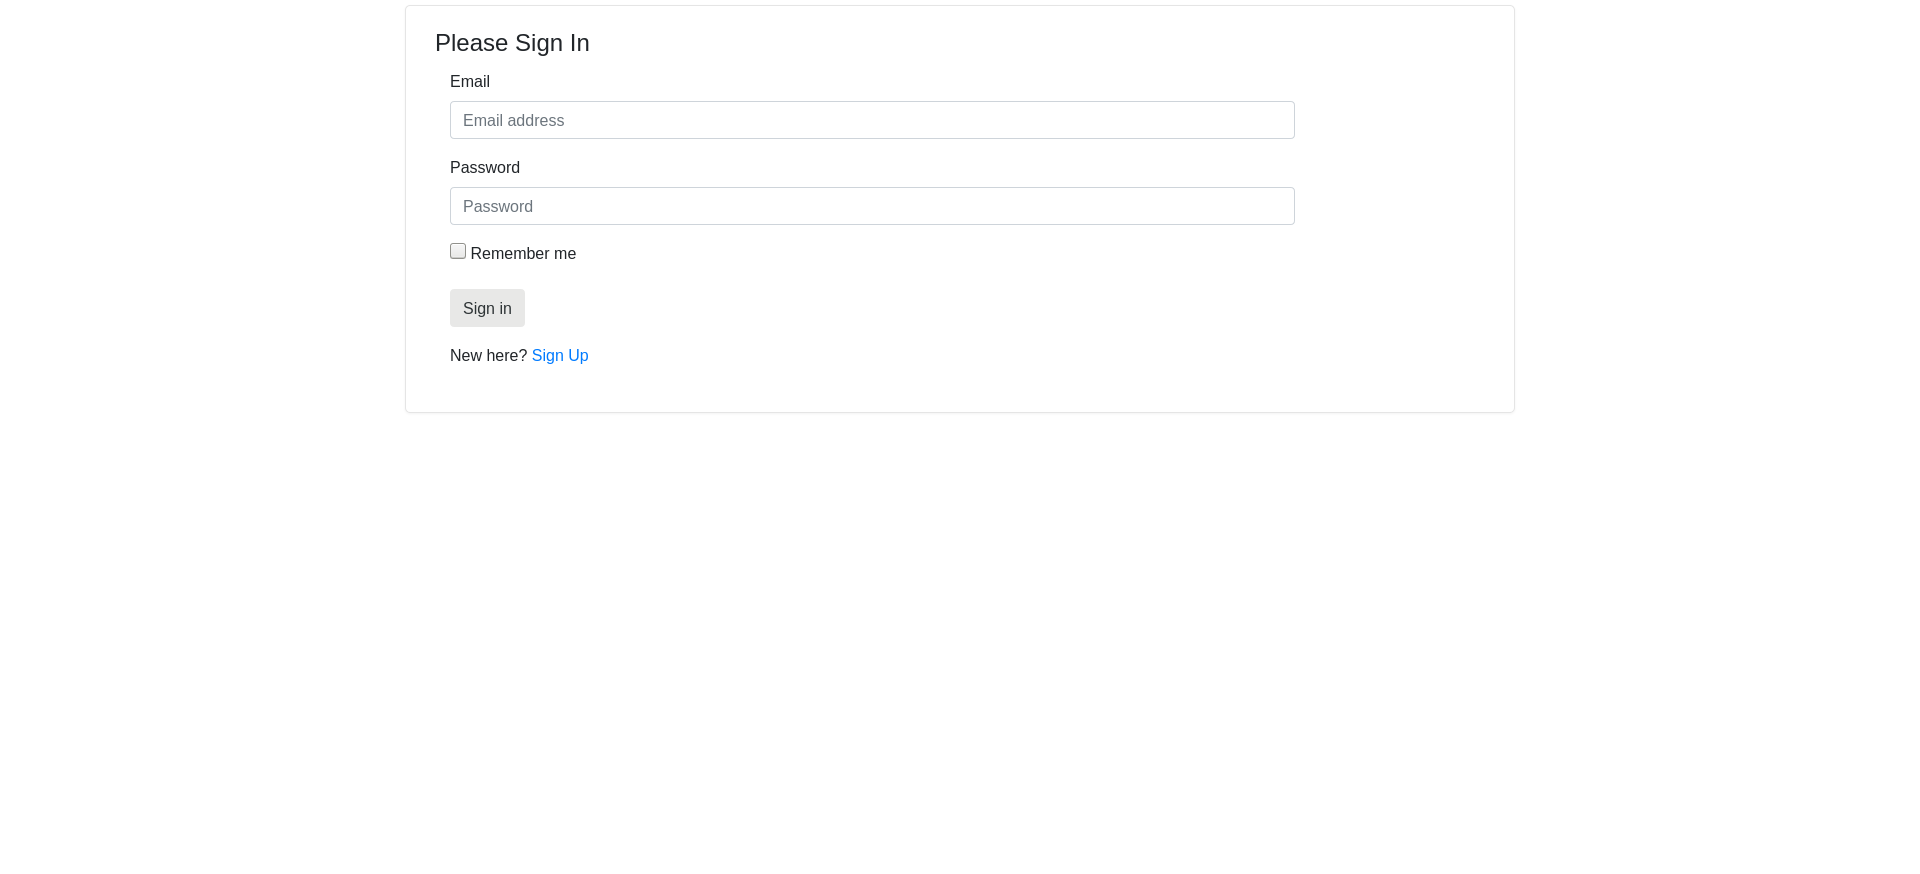 Please Sign In
Email
Email address
Password
Password
Remember me
Sign in
New here? Sign Up